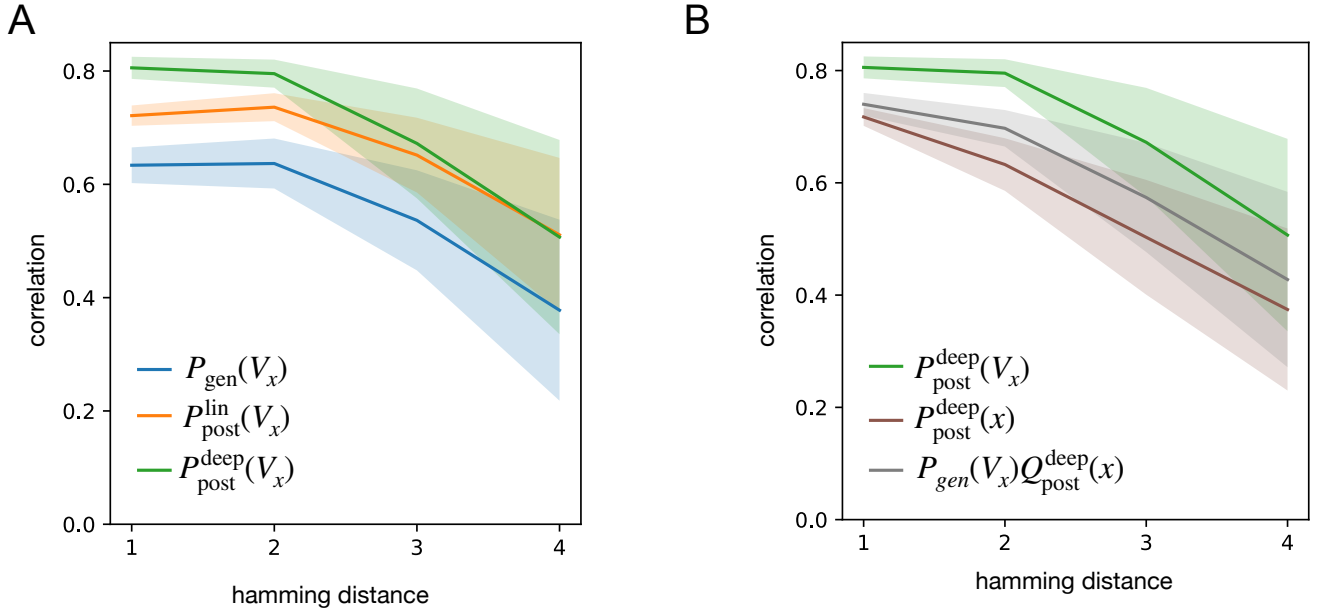 A
0.8
0.6
0.4
0.2
0.0
1 2 3 4
correlation
hamming distance
P_gen(V_x)
P_post^lin(V_x)
P_post^deep(V_x)
B
0.8
0.6
0.4
0.2
0.0
1 2 3 4
correlation
hamming distance
P_post^deep(V_x)
P_post^deep(x)
P_gen(V_x)Q_post^deep(x)